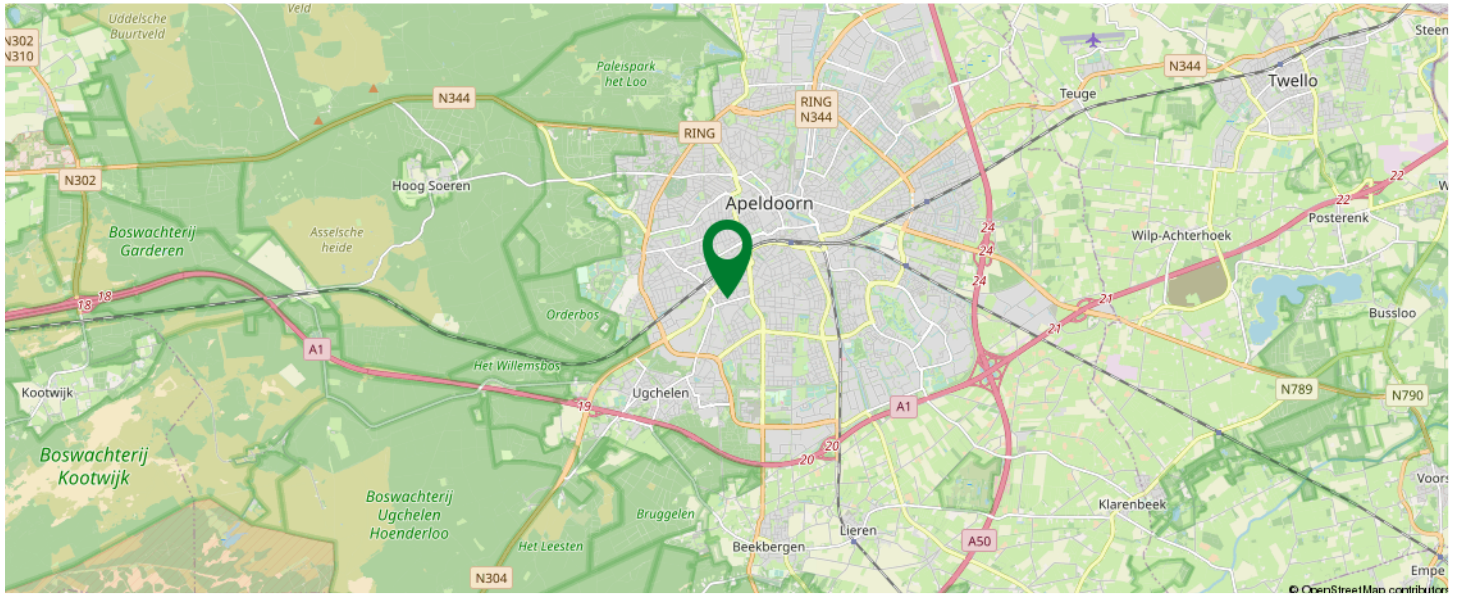 Uddelsche
Buurtveld
Veld
N302
N310
Paleispark
het Loo
N344
RING
RING
N344
Teuge
N344
Twello
Steen
N302
Hoog Soeren
Apeldoorn
22
22
W
Posterenk
Boswachterij
Garderen
Asselsche
heide
24
24
24
Wilp-Achterhoek
18
18
Orderbos
21
21
Bussloo
A1
Het Willemsbos
Kootwijk
Ugchelen
19
A1
N789
N790
Boswachterij
Kootwijk
20
20
Boswachterij
Ugchelen
Hoenderloo
Bruggelen
Klarenbeek
Voors
Het Leesten
Beekbergen
Lieren
A50
N304
Empe
© OpenStreetMap contributors